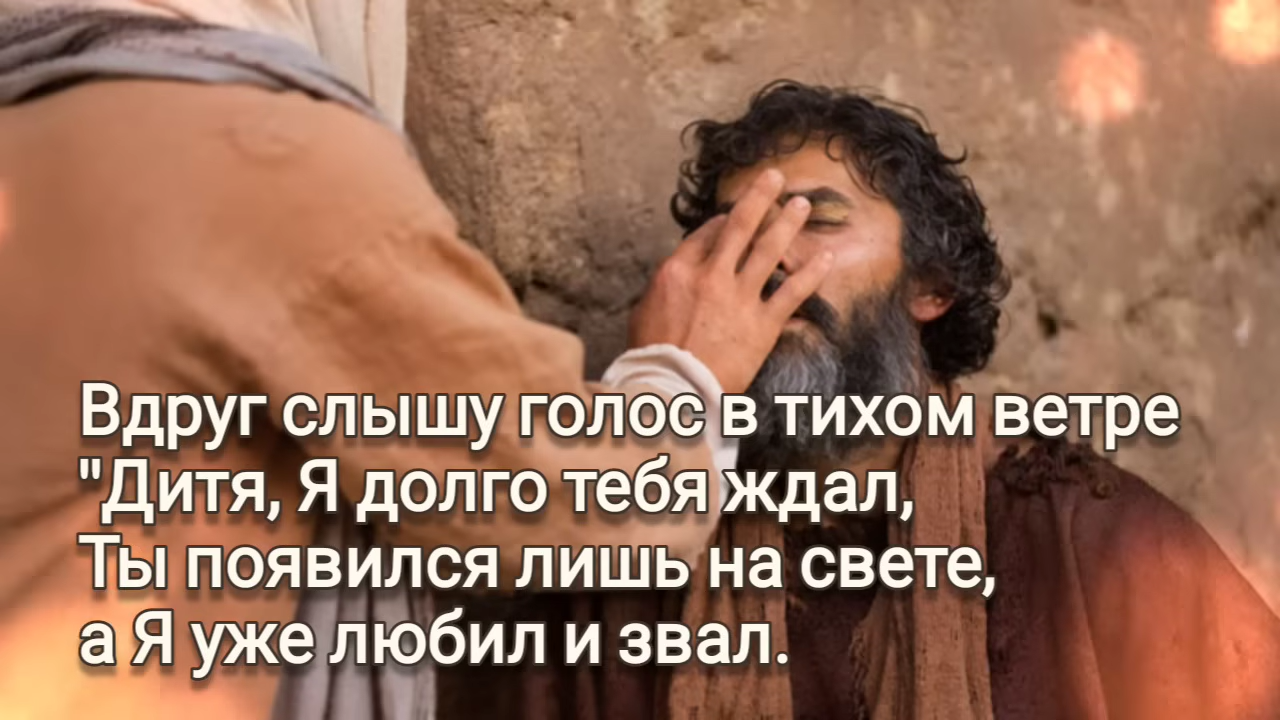 Вдруг слышу голос в тихом ветре
"Дитя, Я долго тебя ждал,
Ты появился лишь на свете,
а Я уже любил и звал.